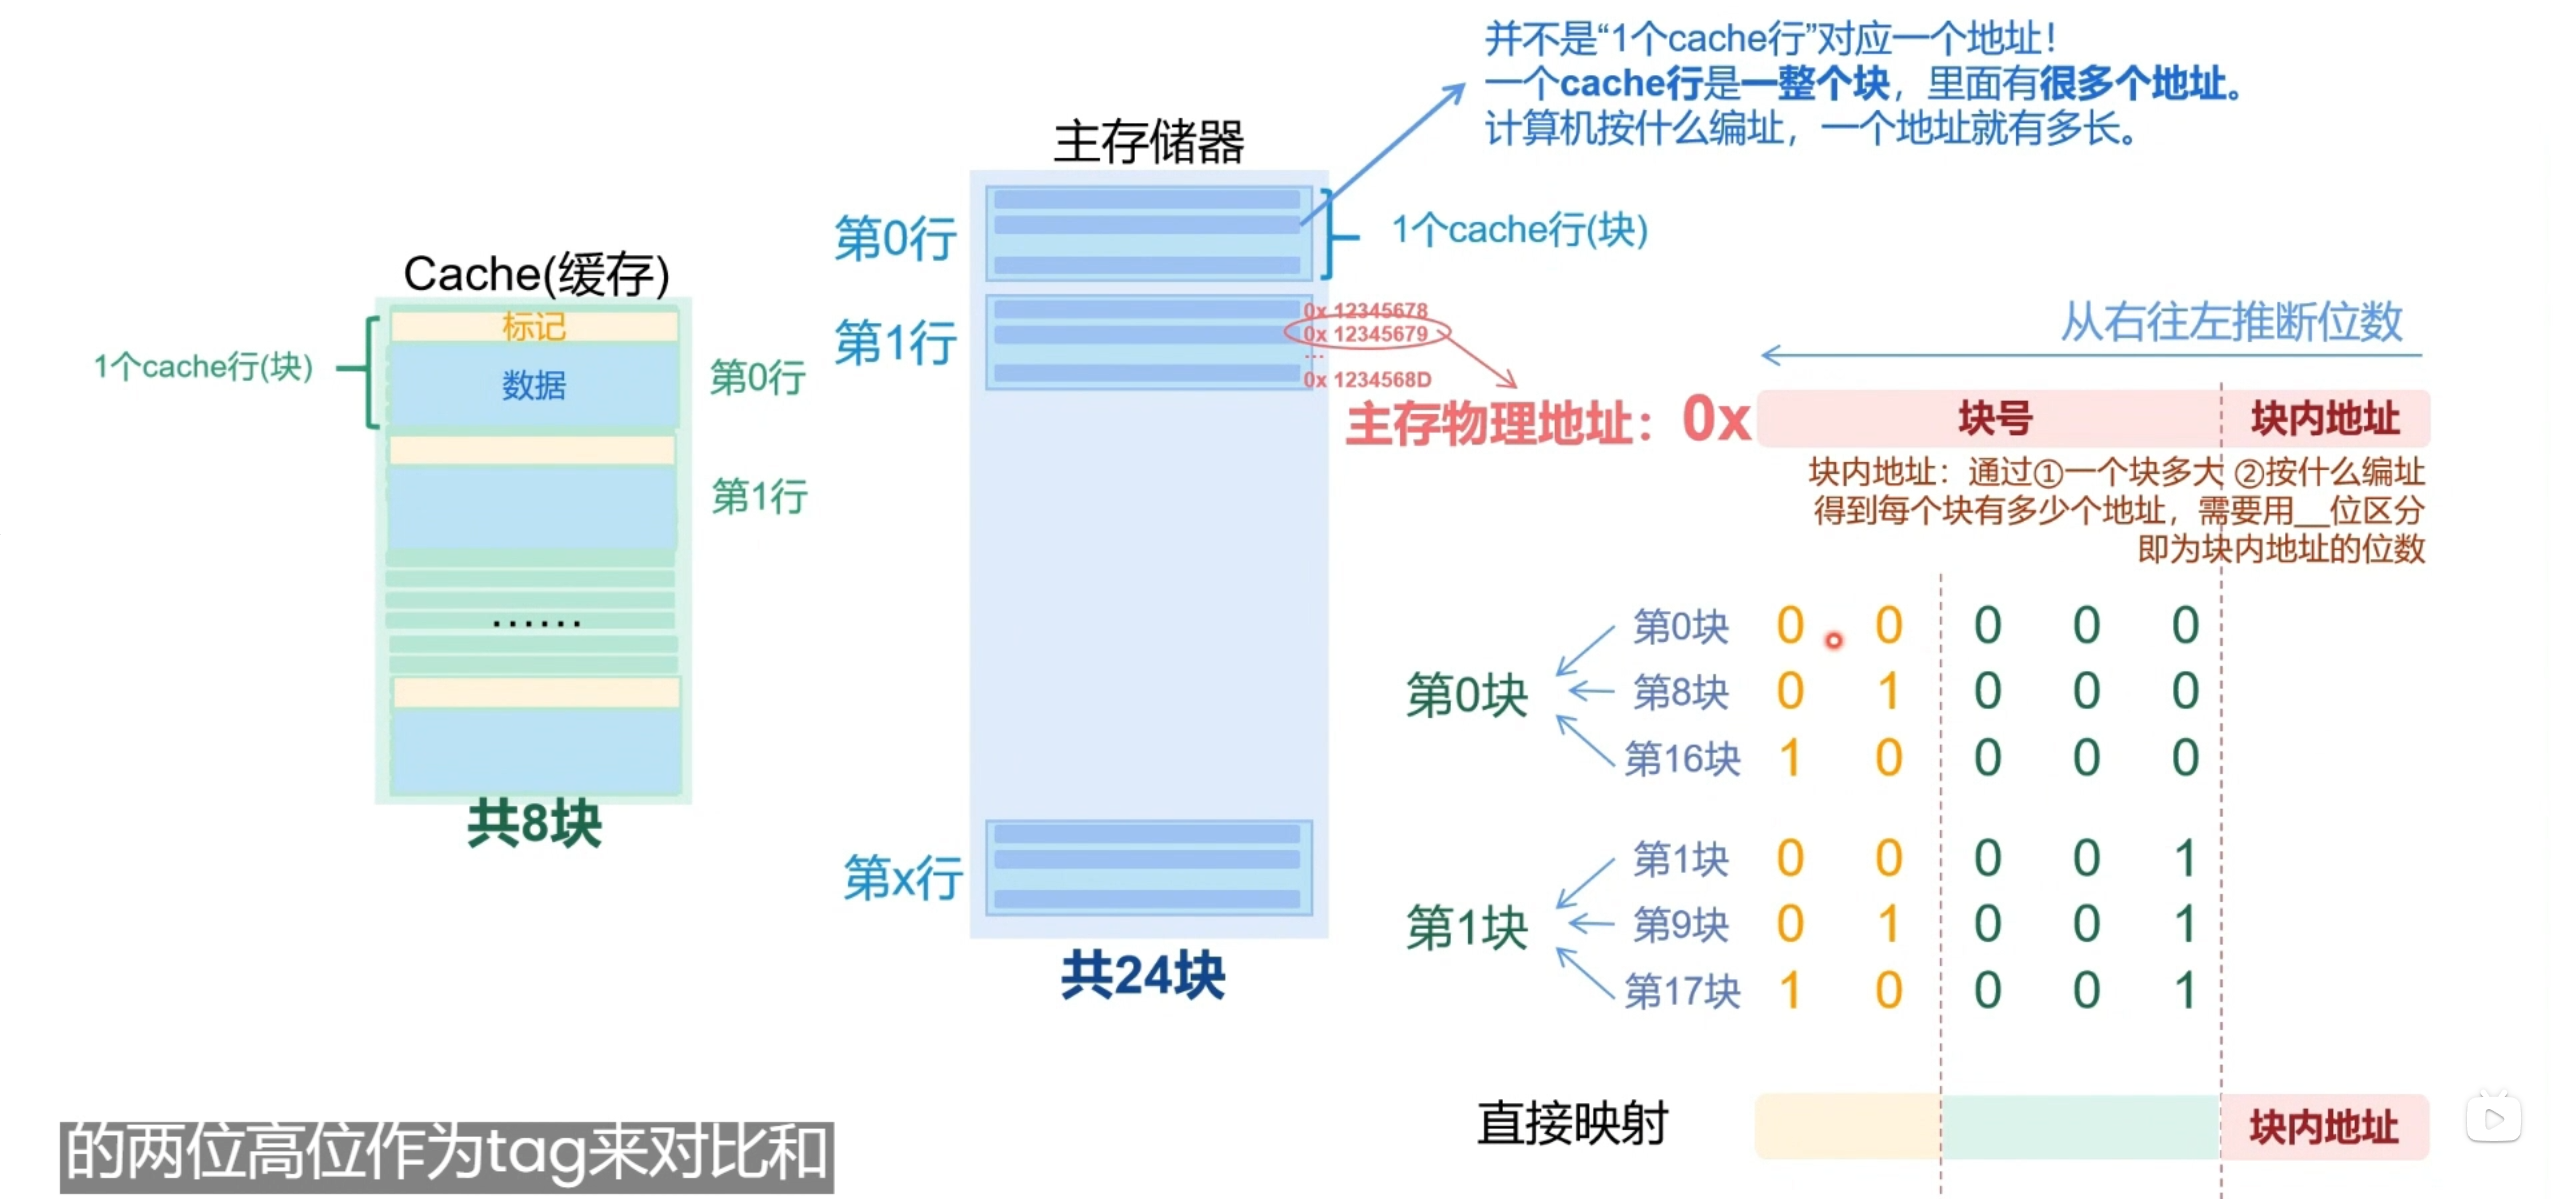 并不是“1个cache行”对应一个地址！
一个cache行是一整个块，里面有很多个地址。
计算机按什么编址，一个地址就有多长。
主存储器
第0行
1个cache行(块)
Cache(缓存)
标记
1个cache行(块)
数据
第0行
第1行
第1行
0x 12345678
0x 12345679
...
0x 1234568D
从右往左推断位数
主存物理地址：0x
块号
块内地址
块内地址：通过①一个块多大 ②按什么编址
得到每个块有多少个地址，需要用__位区分
即为块内地址的位数
......
共8块
第x行
共24块
第0块
第0块 0 0 0 0 0
第8块 0 1 0 0 0
第16块 1 0 0 0 0
第1块
第1块 0 0 0 0 1
第9块 0 1 0 0 1
第17块 1 0 0 0 1
直接映射
块内地址
的两位高位作为tag来对比和